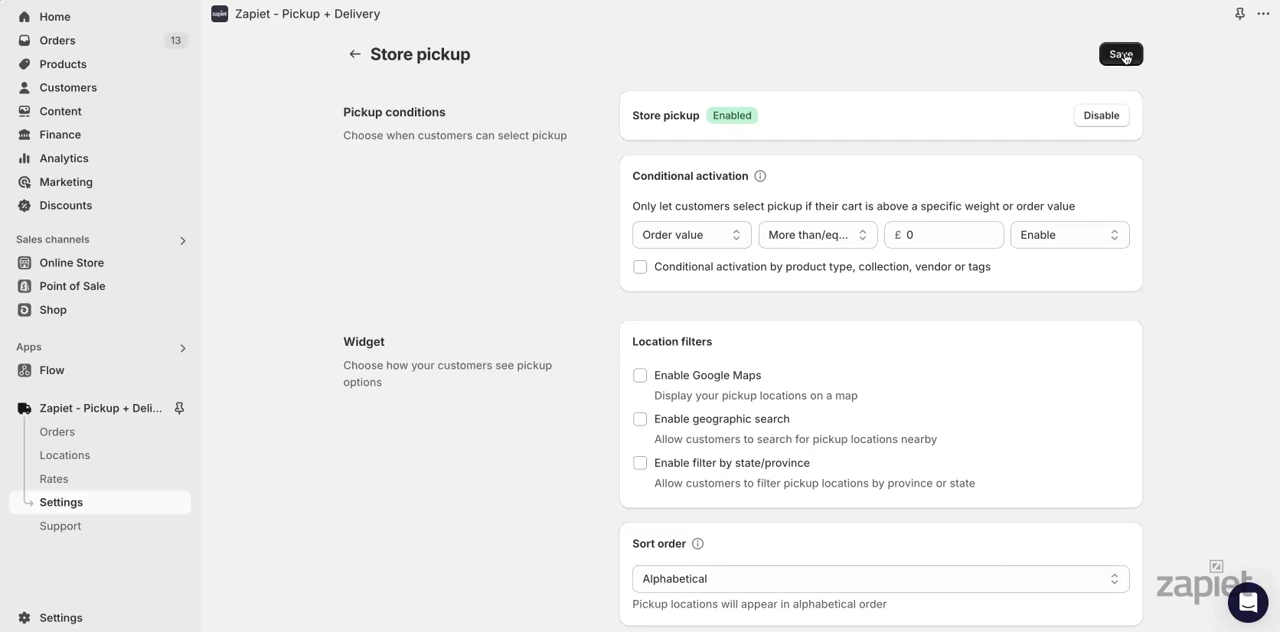 Home
Orders
13
Products
Customers
Content
Finance
Analytics
Marketing
Discounts
Sales channels
Online Store
Point of Sale
Shop
Apps
Flow
Zapiet - Pickup + Deli...
Orders
Locations
Rates
Settings
Support
Settings
zapiet
Zapiet - Pickup + Delivery
Store pickup
Save
Pickup conditions
Choose when customers can select pickup
Store pickup
Enabled
Disable
Conditional activation
Only let customers select pickup if their cart is above a specific weight or order value
Order value
More than/eq...
£ 0
Enable
Conditional activation by product type, collection, vendor or tags
Widget
Choose how your customers see pickup
options
Location filters
Enable Google Maps
Display your pickup locations on a map
Enable geographic search
Allow customers to search for pickup locations nearby
Enable filter by state/province
Allow customers to filter pickup locations by province or state
Sort order
Alphabetical
Pickup locations will appear in alphabetical order
zapiet